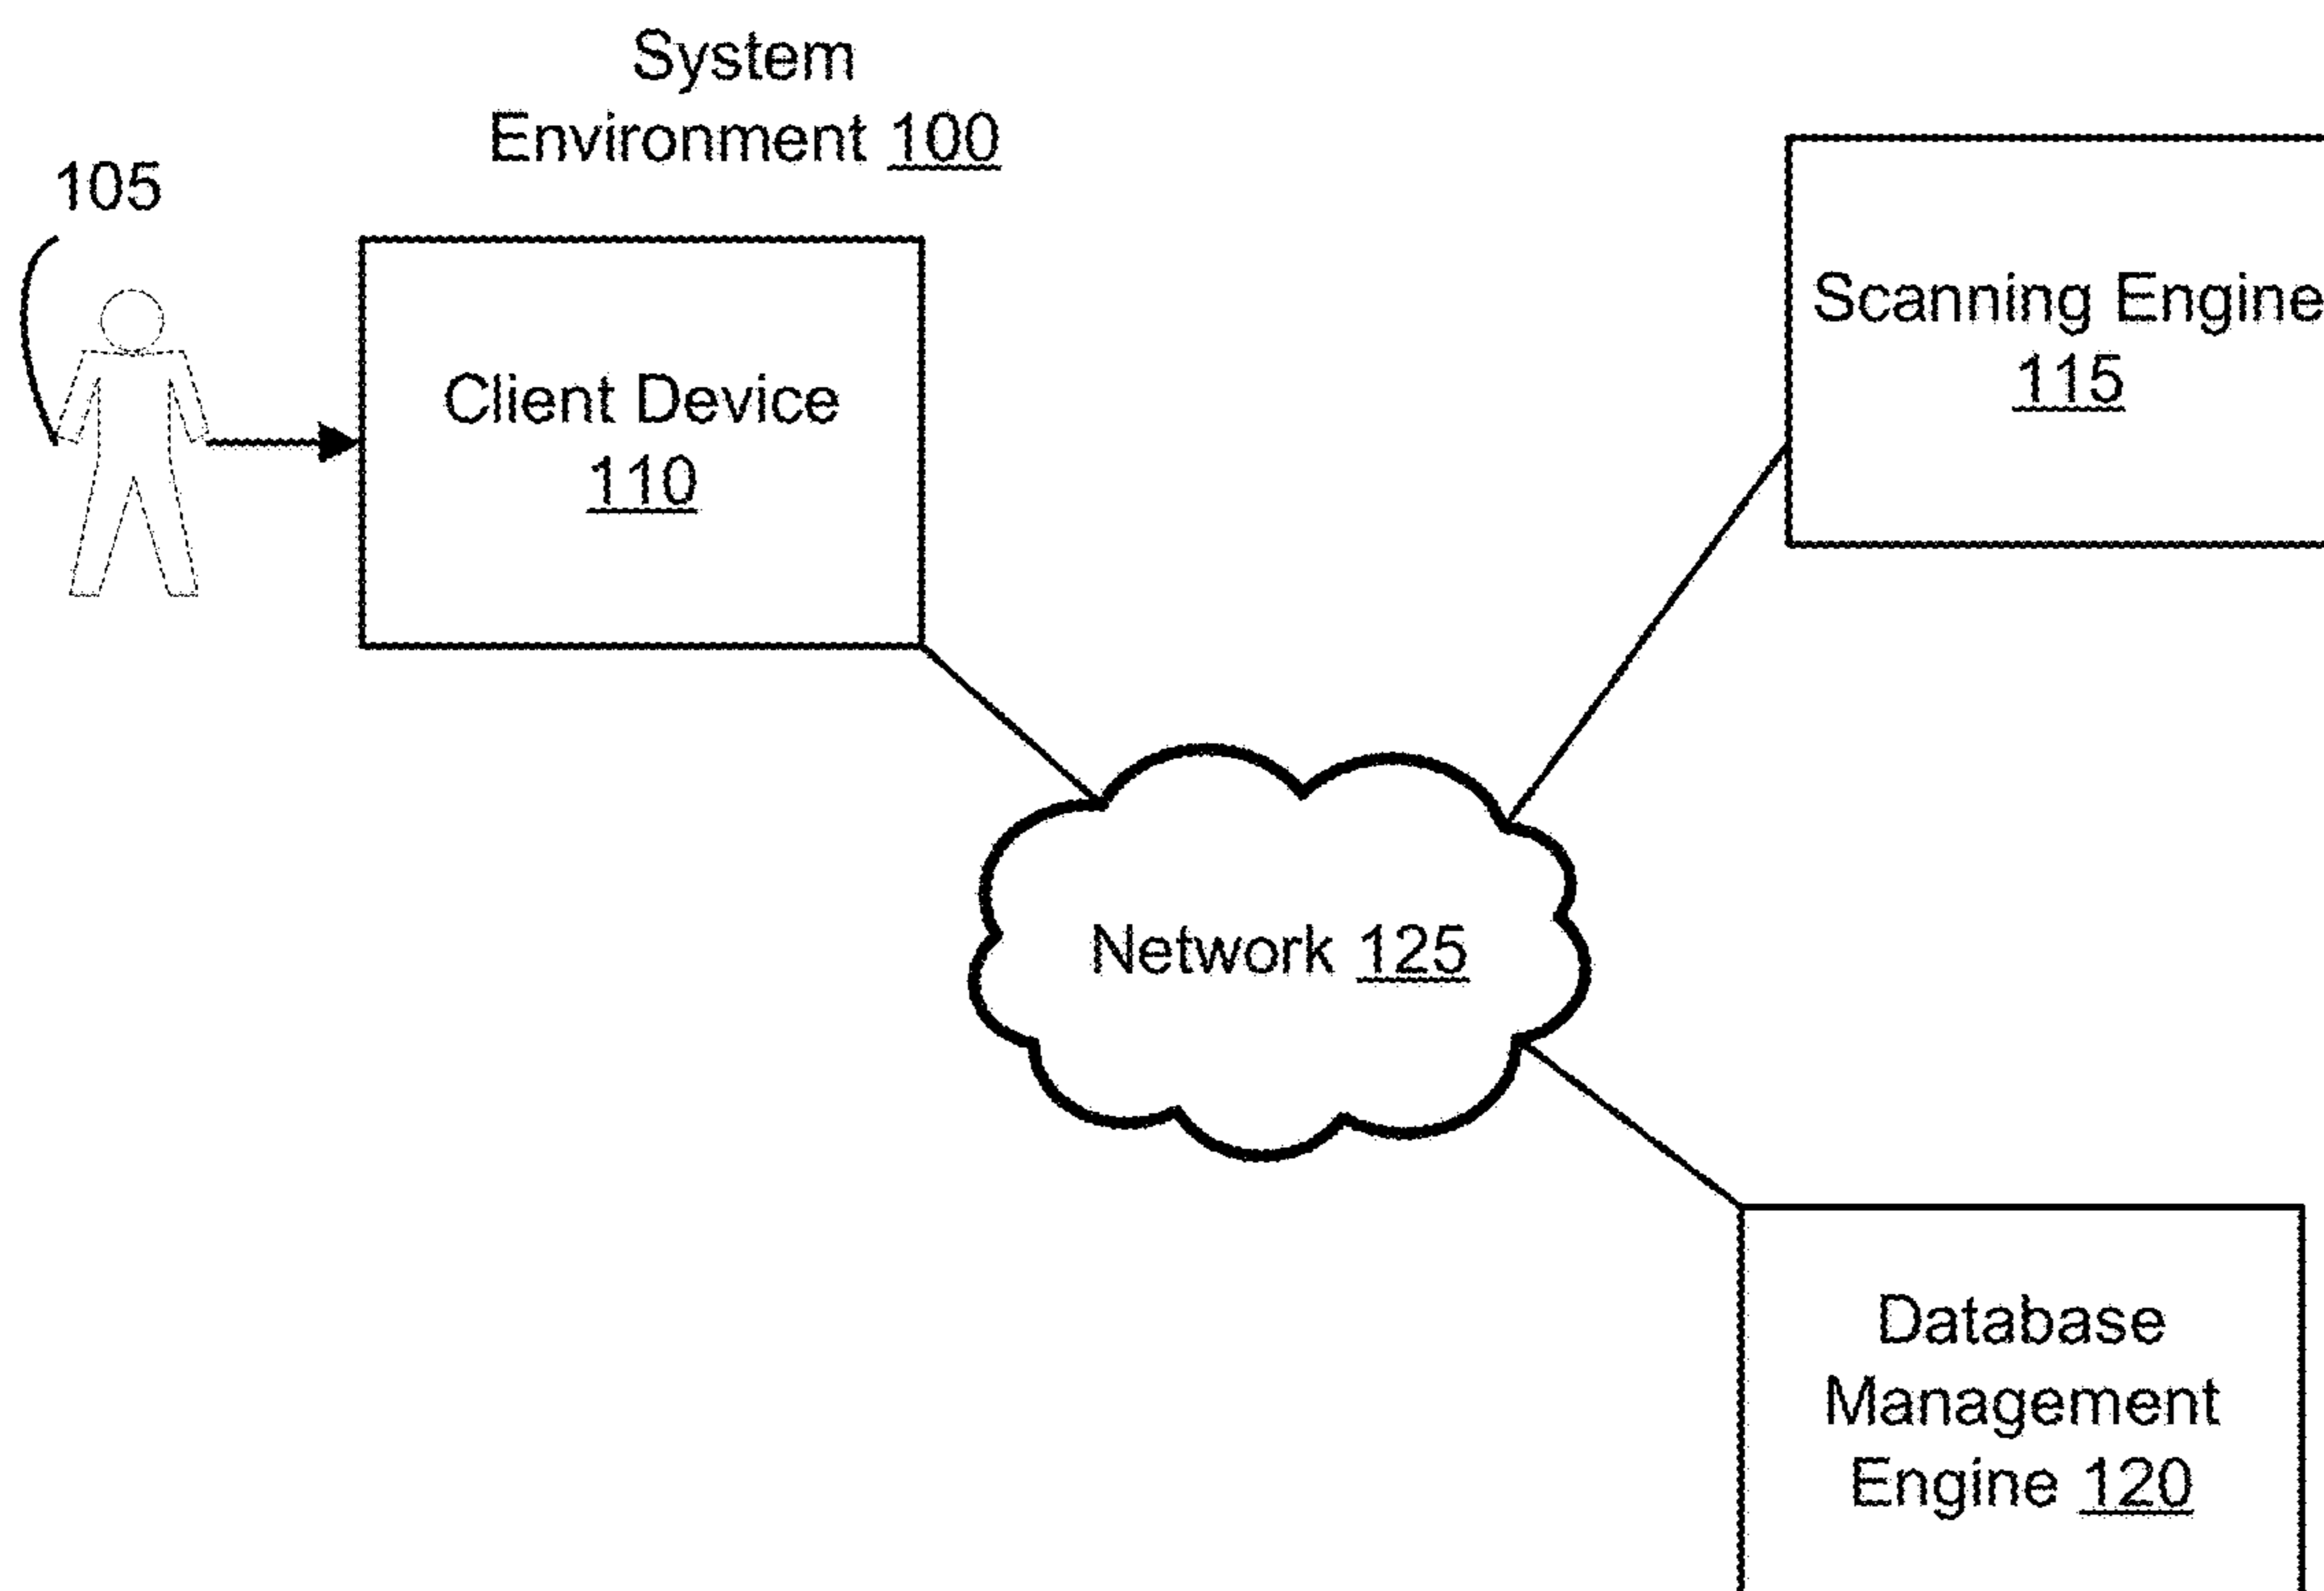 System
Environment 100
105
Client Device
110
Scanning Engine
115
Network 125
Database
Management
Engine 120